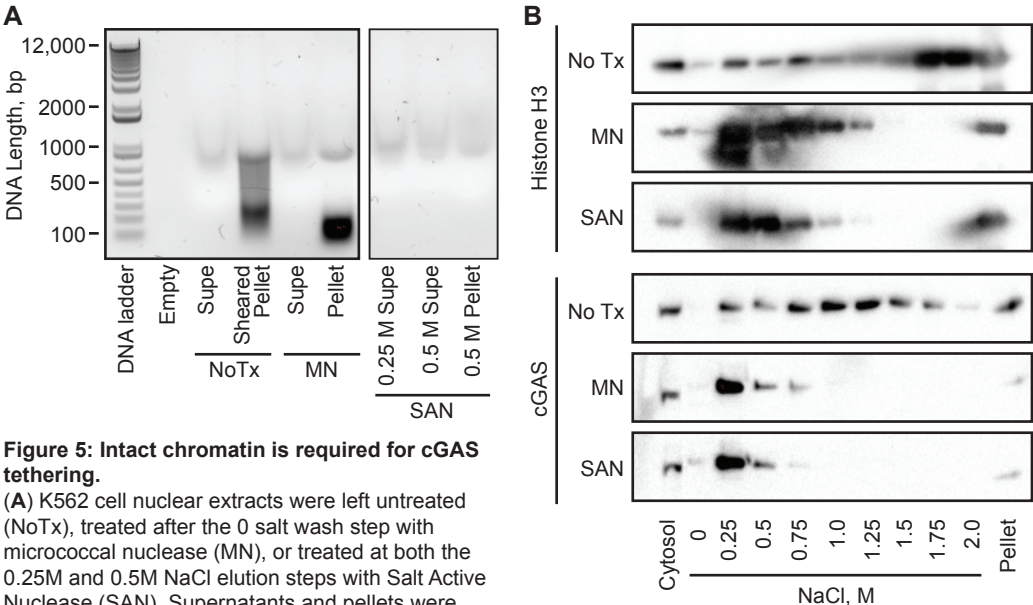 A
DNA Length, bp
12,000
2000
1000
500
100
DNA ladder
Empty
Supe
Sheared
Pellet
Supe
Pellet
NoTx
MN
0.25 M Supe
0.5 M Supe
0.5 M Pellet
SAN
B
Histone H3
No Tx
MN
SAN
cGAS
No Tx
MN
SAN
Cytosol
0
0.25
0.5
0.75
1.0
1.25
1.5
1.75
2.0
Pellet
NaCl, M
Figure 5: Intact chromatin is required for cGAS
tethering.
(A) K562 cell nuclear extracts were left untreated
(NoTx), treated after the 0 salt wash step with
micrococcal nuclease (MN), or treated at both the
0.25M and 0.5M NaCl elution steps with Salt Active
Nuclease (SAN). Supernatants and pellets were